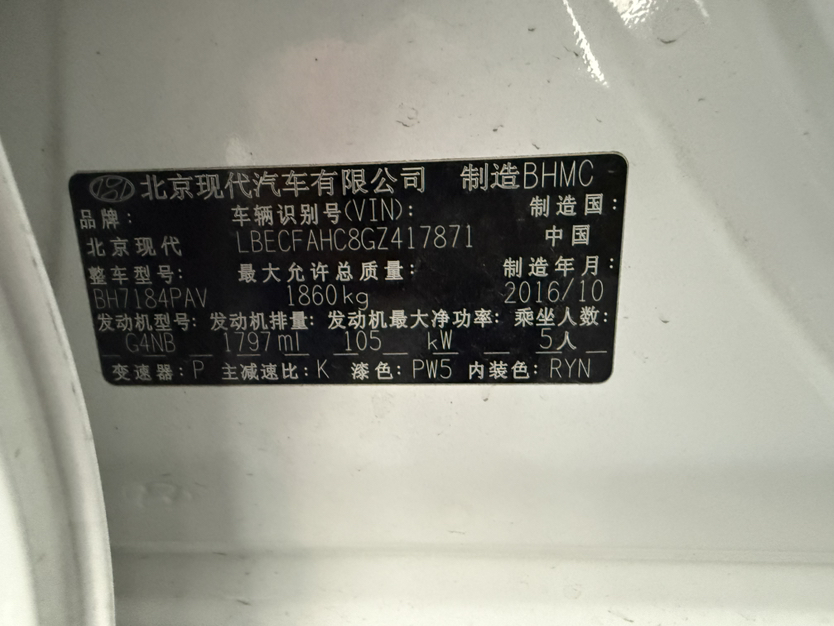 北京现代汽车有限公司 制造BHMC
品牌: 车辆识别号(VIN): 制造国:
北京现代 LBECFAHC8GZ417871 中国
整车型号: 最大允许总质量: 制造年月:
BH7184PAV 1860kg 2016/10
发动机型号: 发动机排量: 发动机最大净功率: 乘坐人数:
G4NB 1797ml 105 kW 5人
变速器: P 主减速比: K 漆色: PW5 内装色: RYN